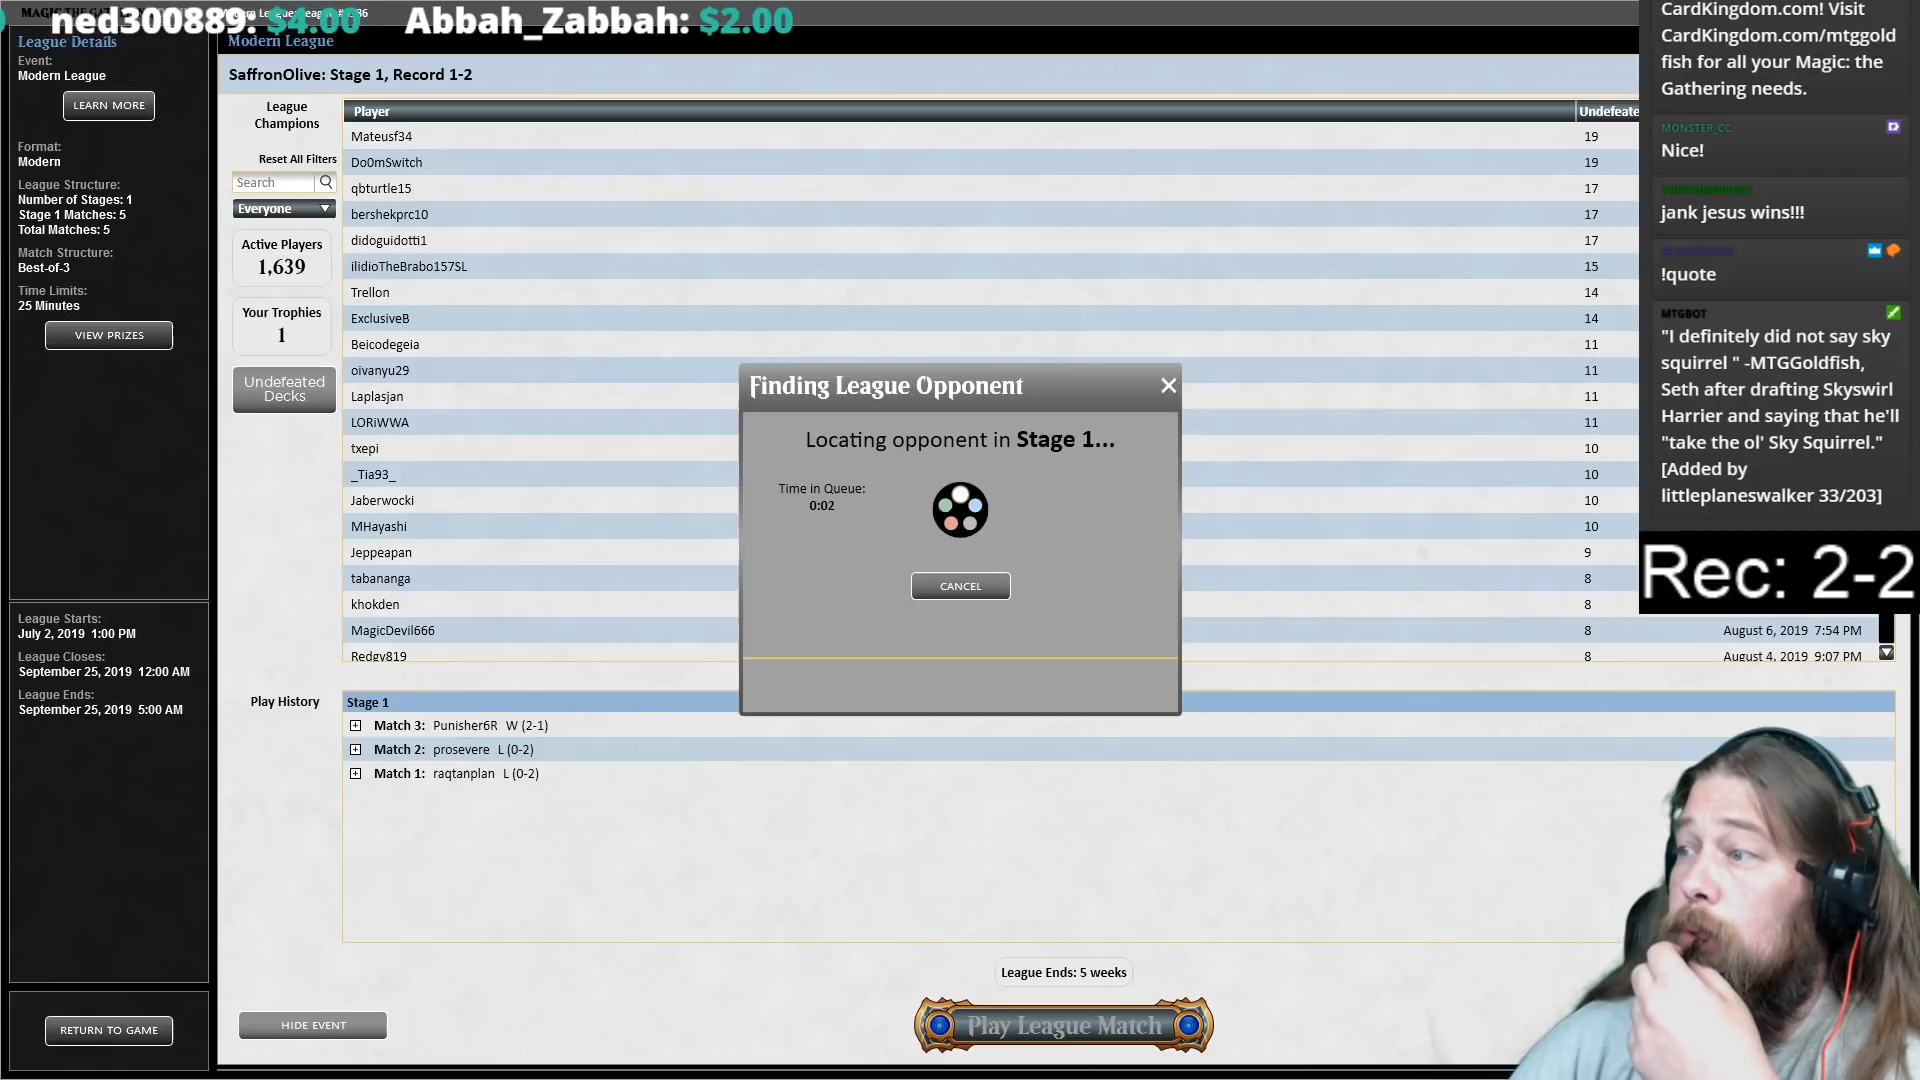 ned300889: $4.00 Abbah_Zabbah: $2.00
League Details
Event:
Modern League
LEARN MORE
Format:
Modern
League Structure:
Number of Stages: 1
Stage 1 Matches: 5
Total Matches: 5
Match Structure:
Best-of-3
Time Limits:
25 Minutes
VIEW PRIZES
League Starts:
July 2, 2019 1:00 PM
League Closes:
September 25, 2019 12:00 AM
League Ends:
September 25, 2019 5:00 AM
RETURN TO GAME
Modern League
SaffronOlive: Stage 1, Record 1-2
League
Champions
Reset All Filters
Search
Everyone
Active Players
1,639
Your Trophies
1
Undefeated
Decks
Player Undefeate
Mateusf34 19
Do0mSwitch 19
qbturtle15 17
bershekprc10 17
didoguidotti1 17
ilidioTheBrabo157SL 15
Trellon 14
ExclusiveB 14
Beicodegeia 11
oivanyu29 11
Laplasjan 11
LORiWWA 11
txepi 10
_Tia93_ 10
Jaberwocki 10
MHayashi 10
Jeppeapan 9
tabananga 8
khokden 8
MagicDevil666 8 August 6, 2019 7:54 PM
Redgy819 8 August 4, 2019 9:07 PM
Finding League Opponent
Locating opponent in Stage 1...
Time in Queue:
0:02
CANCEL
Play History
Stage 1
Match 3: Punisher6R W (2-1)
Match 2: prosevere L (0-2)
Match 1: raqtanplan L (0-2)
League Ends: 5 weeks
HIDE EVENT
Play League Match
CardKingdom.com! Visit
CardKingdom.com/mtggold
fish for all your Magic: the
Gathering needs.
MONSTER_CC
Nice!
jank jesus wins!!!
!quote
MTGBOT
"I definitely did not say sky
squirrel " -MTGGoldfish,
Seth after drafting Skyswirl
Harrier and saying that he'll
"take the ol' Sky Squirrel."
[Added by
littleplaneswalker 33/203]
Rec: 2-2